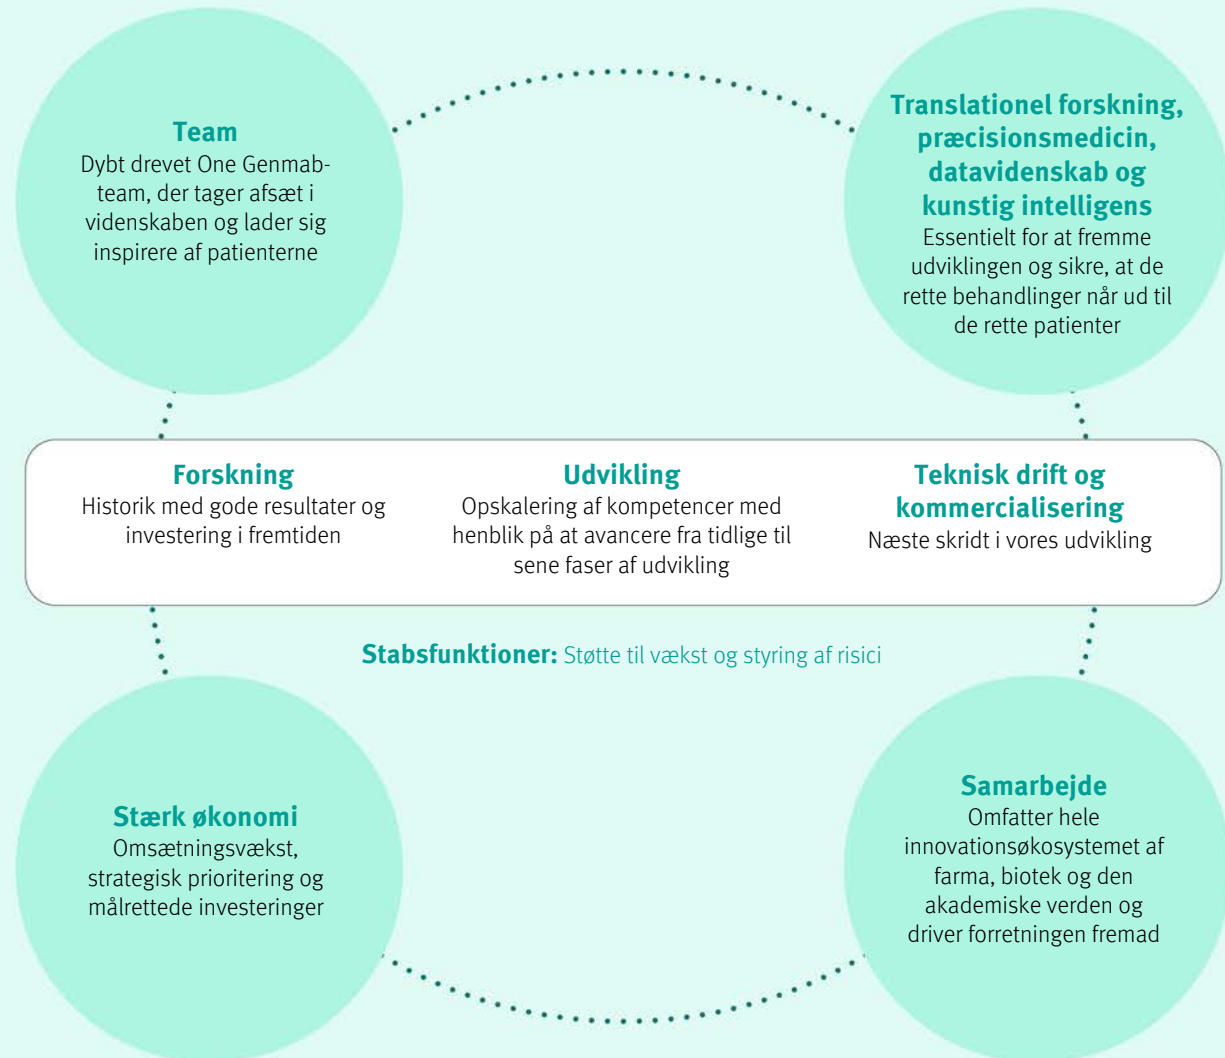 Team
Dybt drevet One Genmab-
team, der tager afsæt i
videnskaben og lader sig
inspirere af patienterne
Translationel forskning,
præcisionsmedicin,
datavidenskab og
kunstig intelligens
Essentielt for at fremme
udviklingen og sikre, at de
rette behandlinger når ud til
de rette patienter
Forskning
Historik med gode resultater og
investering i fremtiden
Udvikling
Opskalering af kompetencer med
henblik på at avancere fra tidlige til
sene faser af udvikling
Teknisk drift og
kommercialisering
Næste skridt i vores udvikling
Stabsfunktioner: Støtte til vækst og styring af risici
Stærk økonomi
Omsætningsvækst,
strategisk prioritering og
målrettede investeringer
Samarbejde
Omfatter hele
innovationsøkosystemet af
farma, biotek og den
akademiske verden og
driver forretningen fremad